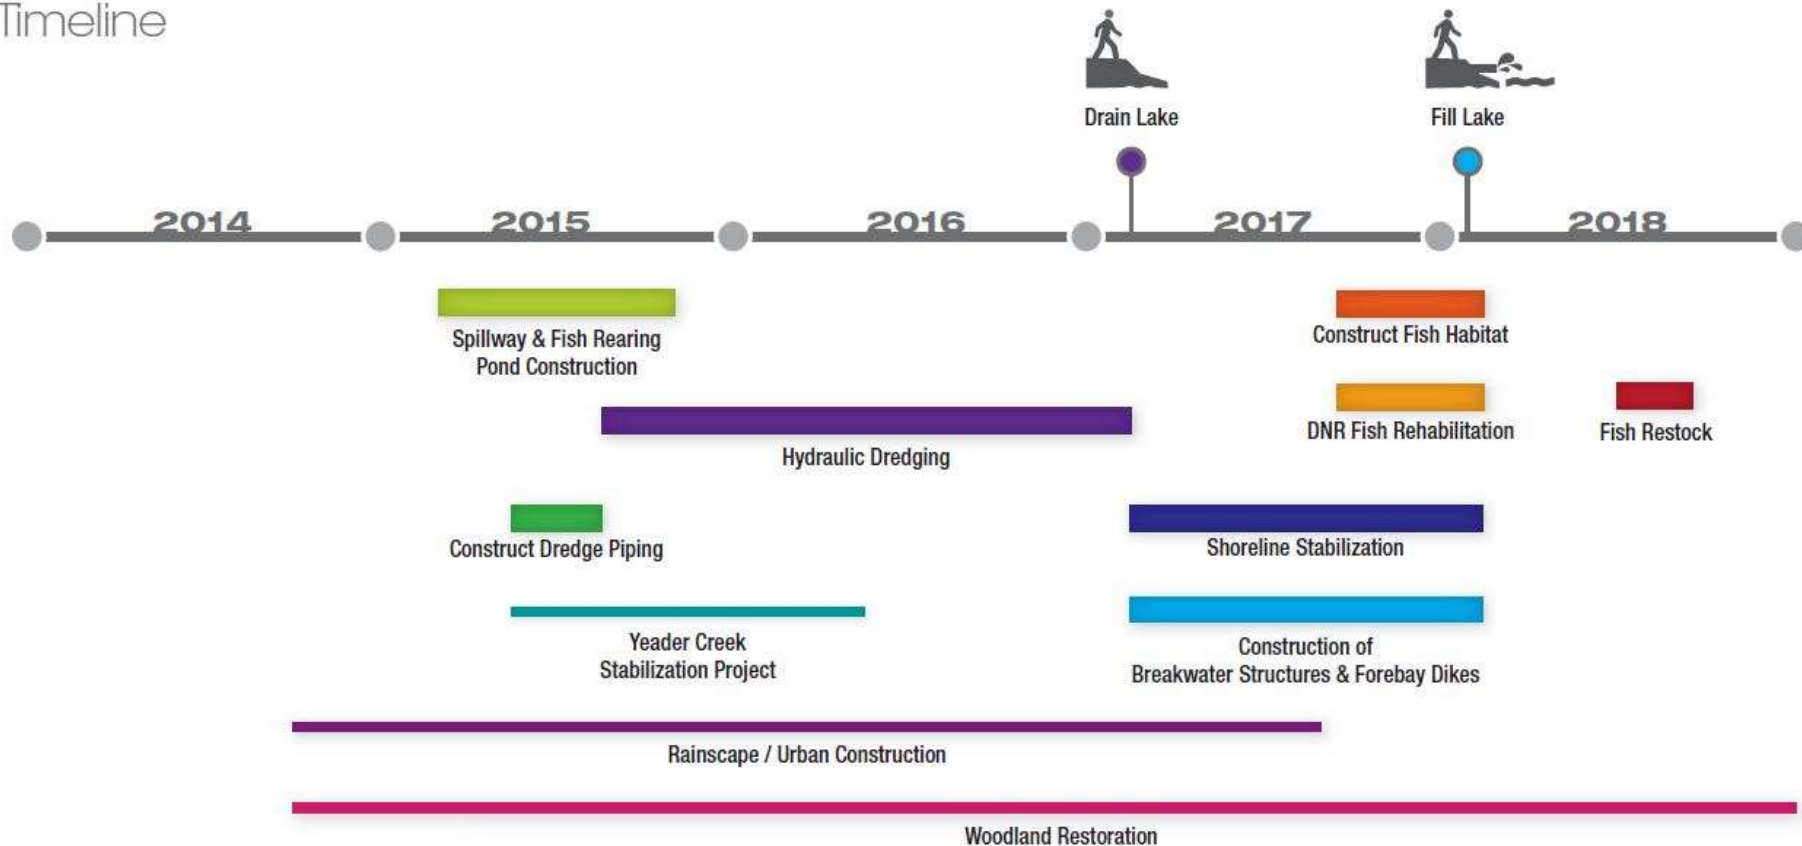 Timeline
Drain Lake
Fill Lake
2014
2015
2016
2017
2018
Spillway & Fish Rearing
Pond Construction
Construct Fish Habitat
DNR Fish Rehabilitation
Fish Restock
Hydraulic Dredging
Construct Dredge Piping
Shoreline Stabilization
Yeader Creek
Stabilization Project
Construction of
Breakwater Structures & Forebay Dikes
Rainscape / Urban Construction
Woodland Restoration